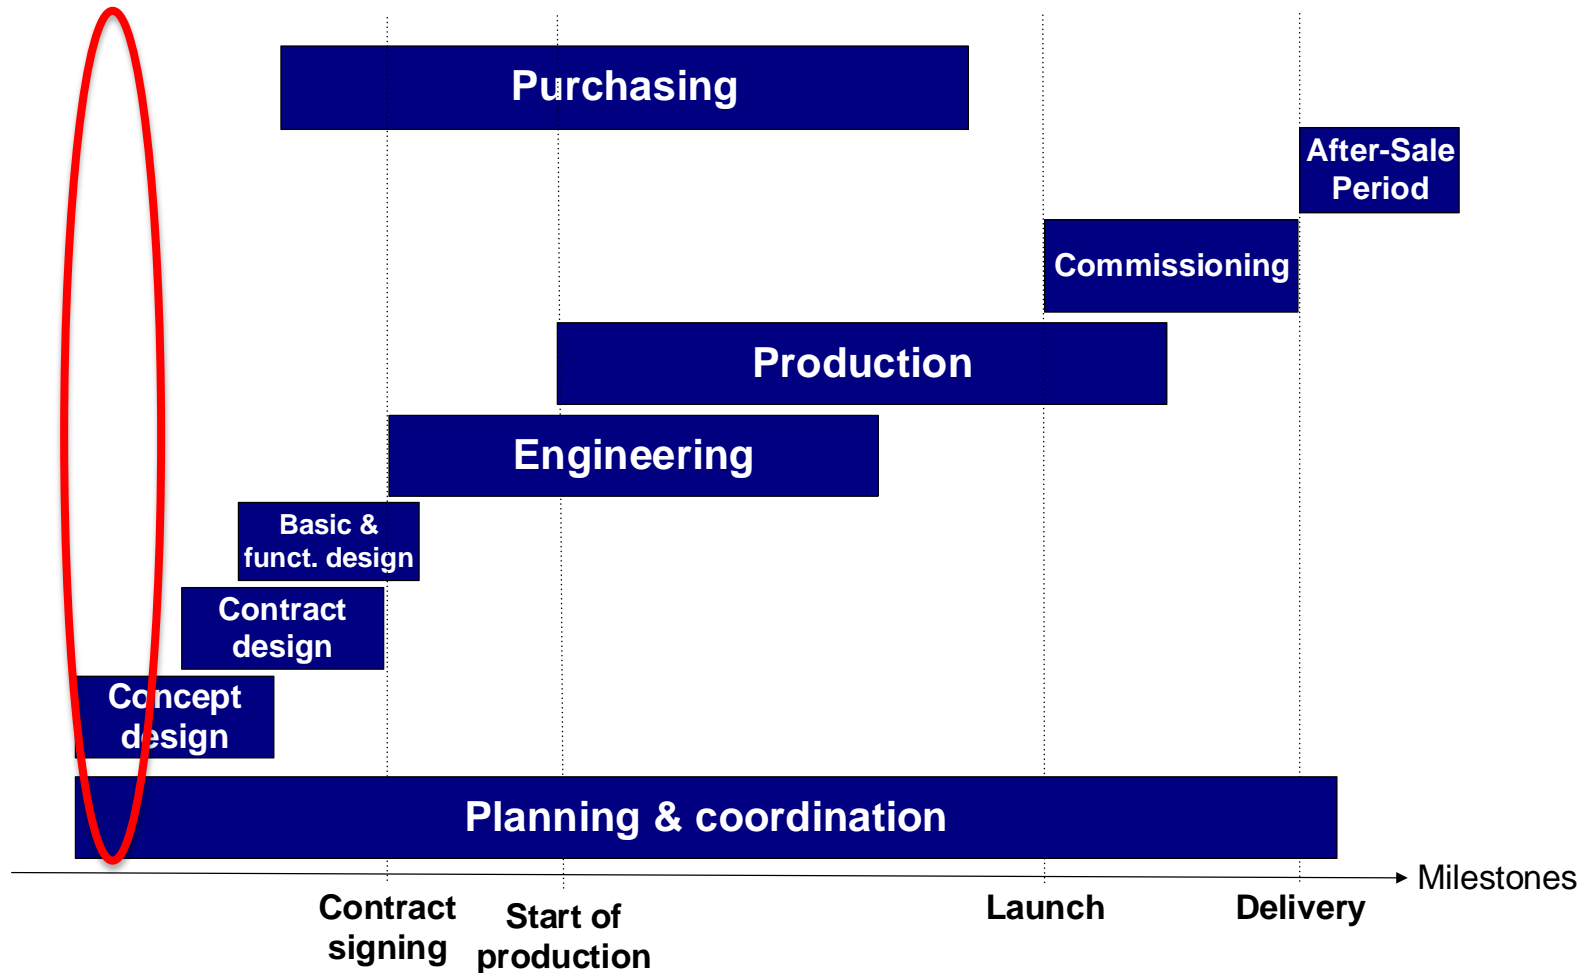 Purchasing
After-Sale
Period
Commissioning
Production
Engineering
Basic &
funct. design
Contract
design
Concept
design
Planning & coordination
Milestones
Contract
signing
Start of
production
Launch
Delivery